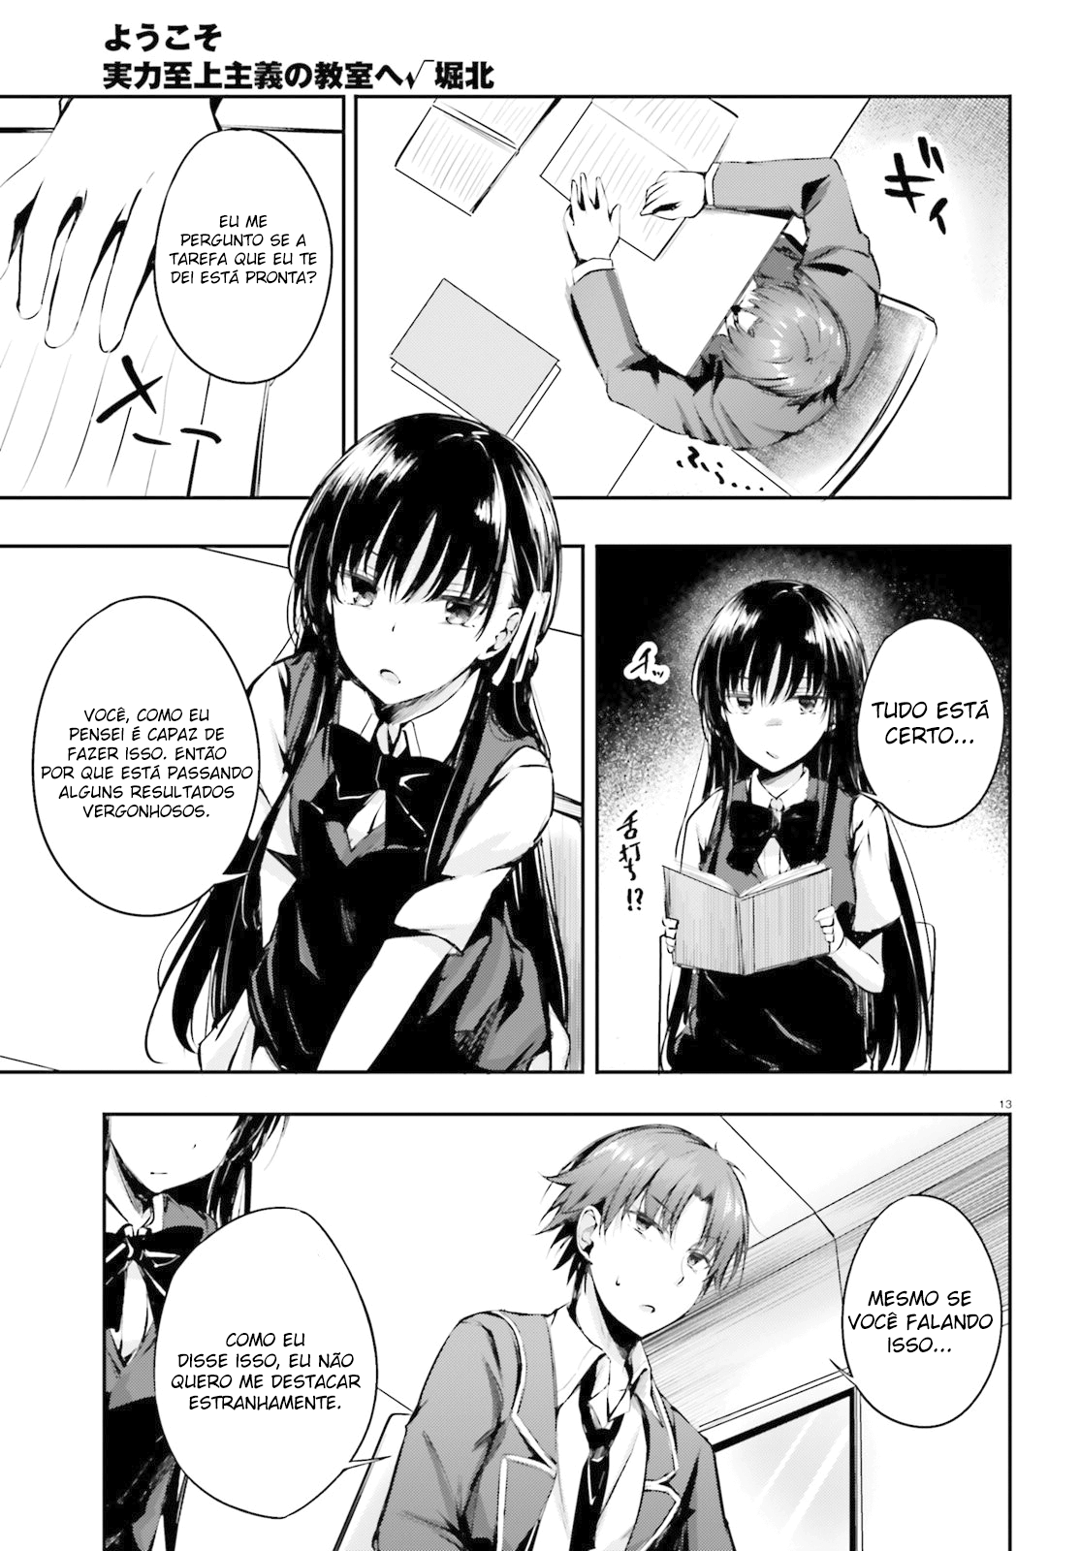 ようこそ
実力至上主義の教室へ√堀北
ギィ
ふら……
EU ME
PERGUNTO SE A
TAREFA QUE EU TE
DEI ESTÁ PRONTA?
TUDO ESTÁ
CERTO...
チッ
舌打ち!?
VOCÊ, COMO EU
PENSEI É CAPAZ DE
FAZER ISSO. ENTÃO
POR QUE ESTÁ PASSANDO
ALGUNS RESULTADOS
VERGONHOSOS.
13
MESMO SE
VOCÊ FALANDO
ISSO...
COMO EU
DISSE ISSO, EU NÃO
QUERO ME DESTACAR
ESTRANHAMENTE.